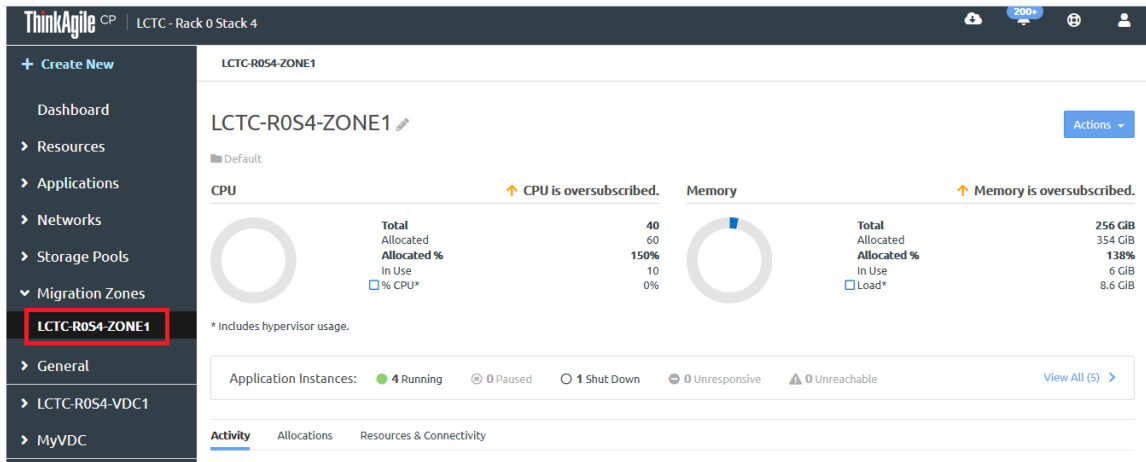 ThinkAgile CP LCTC - Rack 0 Stack 4 200+
+ Create New
LCTC-R0S4-ZONE1
Dashboard
LCTC-R0S4-ZONE1
Actions
Resources
Default
Applications
CPU CPU is oversubscribed. Memory Memory is oversubscribed.
Networks
Total 40 Total 256 GiB
Allocated 60 Allocated 354 GiB
Storage Pools
Allocated % 150% Allocated % 138%
In Use 10 In Use 6 GiB
% CPU* 0% Load* 8.6 GiB
Migration Zones
LCTC-R0S4-ZONE1
* Includes hypervisor usage.
General
Application Instances: 4 Running 0 Paused 1 Shut Down 0 Unresponsive 0 Unreachable View All (5)
LCTC-R0S4-VDC1
MyVDC
Activity Allocations Resources & Connectivity